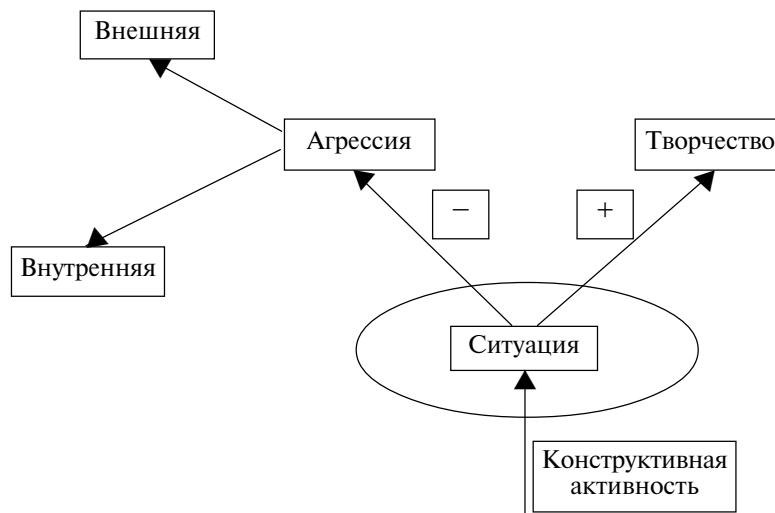 Внешняя
Агрессия
Творчество
−
+
Внутренняя
Ситуация
Конструктивная
активность